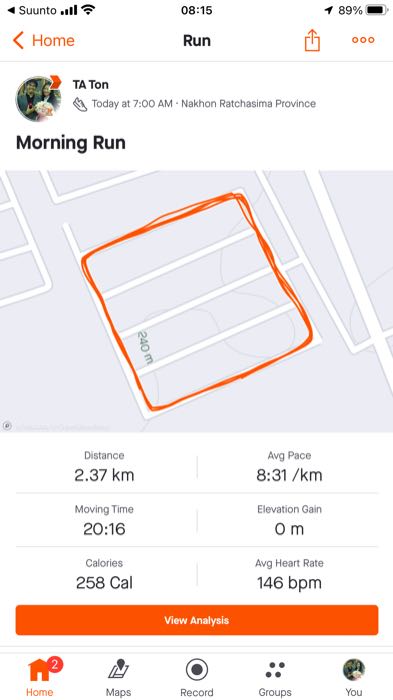 ◀ Suunto
08:15
89%
Home
Run
TA Ton
Today at 7:00 AM · Nakhon Ratchasima Province
Morning Run
240 m
Distance
2.37 km
Avg Pace
8:31 /km
Moving Time
20:16
Elevation Gain
0 m
Calories
258 Cal
Avg Heart Rate
146 bpm
View Analysis
2
Home
Maps
Record
Groups
You